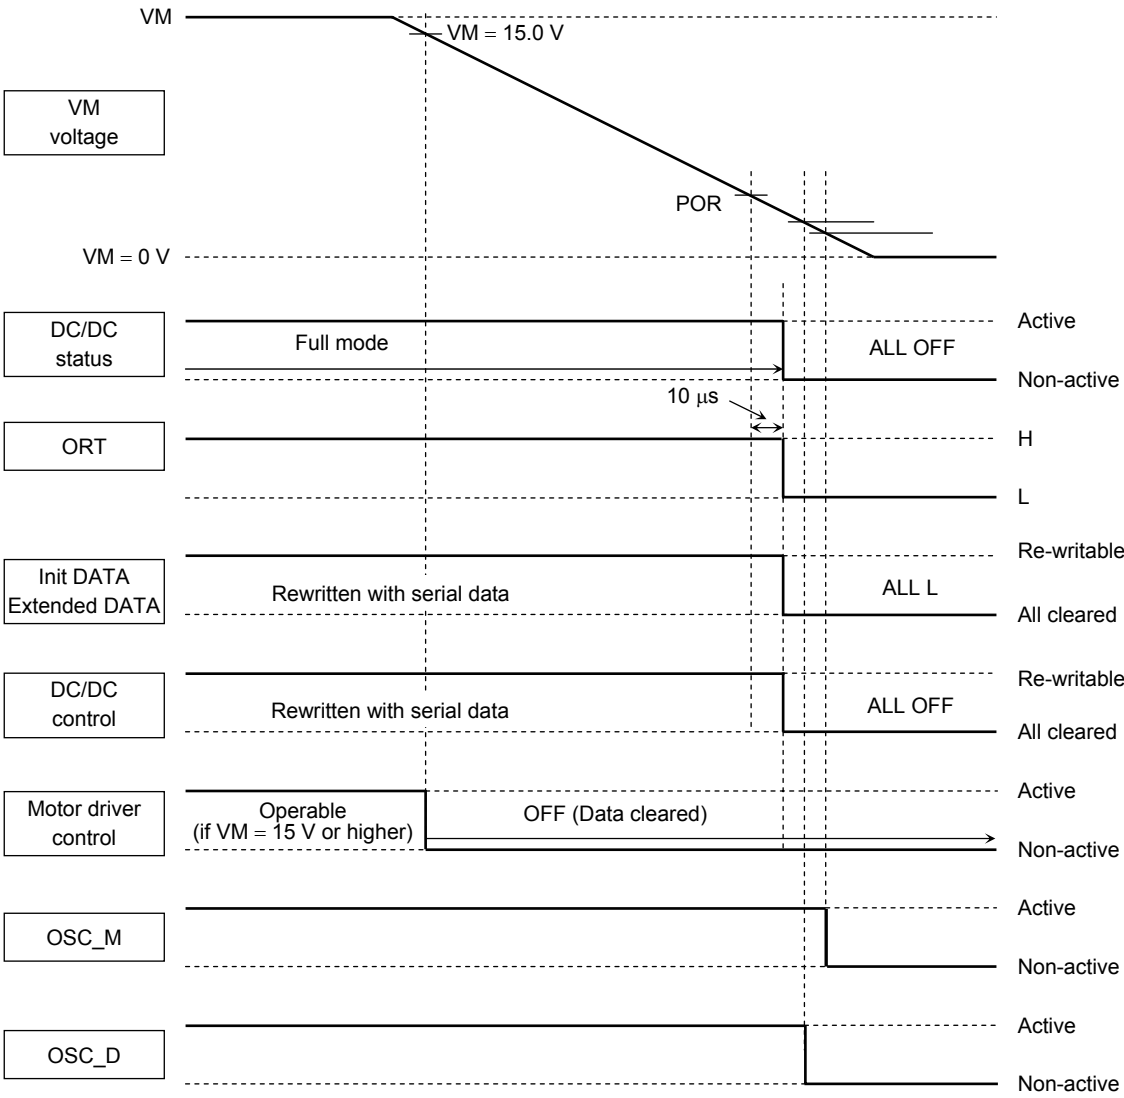 VM
VM = 15.0 V
VM
voltage
POR
VM = 0 V
DC/DC
status
Full mode
ALL OFF
Active
Non-active
10 μs
ORT
H
L
Init DATA
Extended DATA
Rewritten with serial data
ALL L
Re-writable
All cleared
DC/DC
control
Rewritten with serial data
ALL OFF
Re-writable
All cleared
Motor driver
control
Operable
(if VM = 15 V or higher)
OFF (Data cleared)
Active
Non-active
OSC_M
Active
Non-active
OSC_D
Active
Non-active